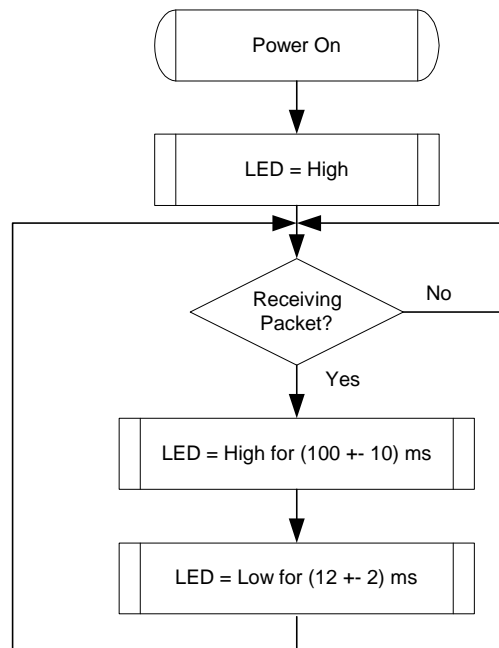 Power On
LED = High
Receiving
Packet?
No
Yes
LED = High for (100 +- 10) ms
LED = Low for (12 +- 2) ms